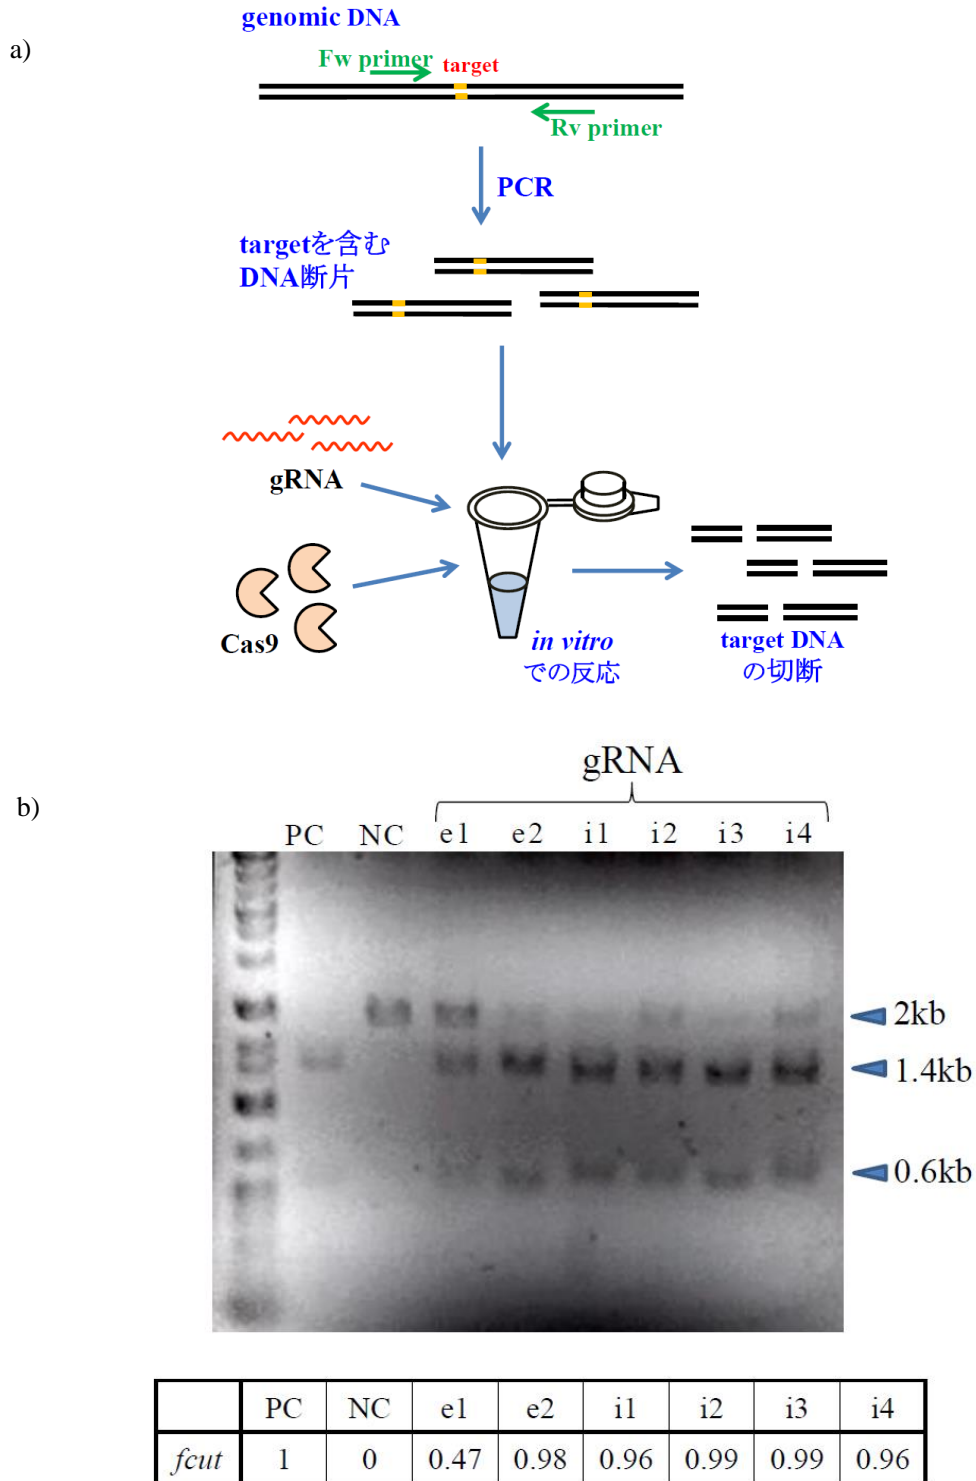 a)
genomic DNA
Fw primer
target
Rv primer
PCR
targetを含む
DNA断片
gRNA
Cas9
in vitro
での反応
target DNA
の切断
b)
gRNA
PC NC e1 e2 i1 i2 i3 i4
2kb
1.4kb
0.6kb
PC NC e1 e2 i1 i2 i3 i4
fcut 1 0 0.47 0.98 0.96 0.99 0.99 0.96